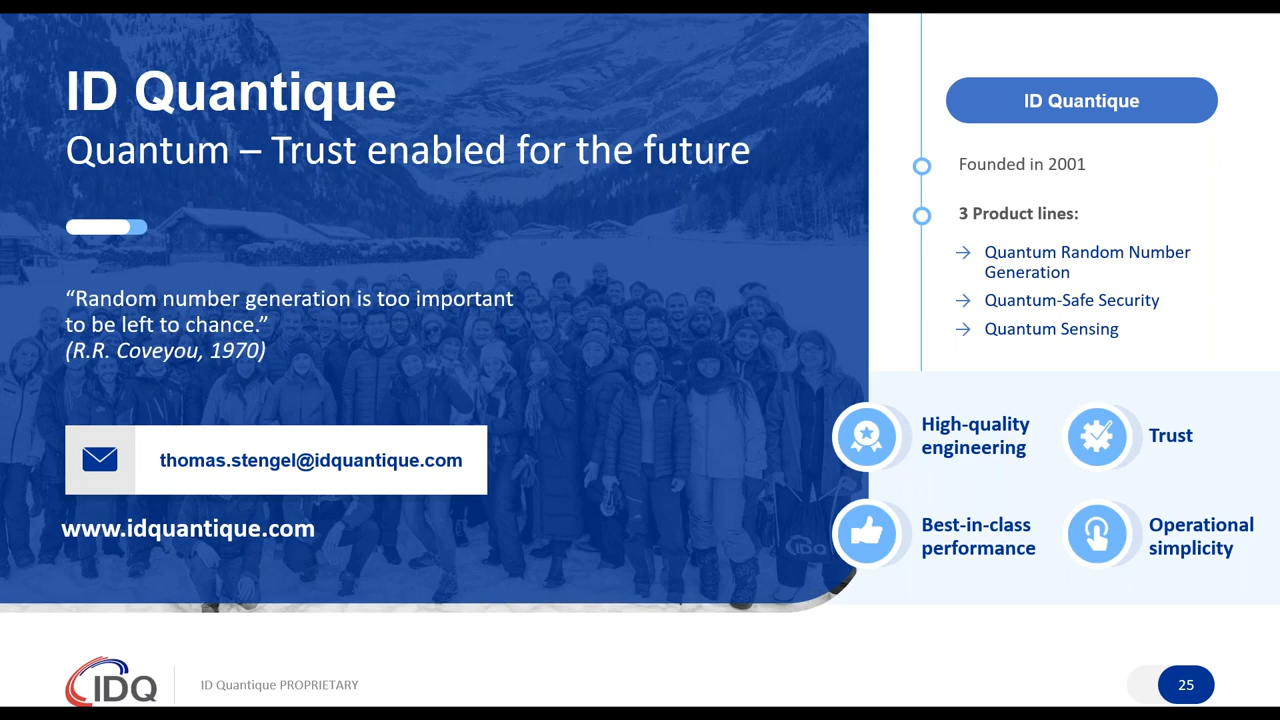 ID Quantique
Quantum – Trust enabled for the future
“Random number generation is too important
to be left to chance.”
(R.R. Coveyou, 1970)
thomas.stengel@idquantique.com
www.idquantique.com
ID Quantique
Founded in 2001
3 Product lines:
→ Quantum Random Number
Generation
→ Quantum-Safe Security
→ Quantum Sensing
High-quality
engineering
Trust
Best-in-class
performance
Operational
simplicity
IDQ
IDQ
ID Quantique PROPRIETARY
25